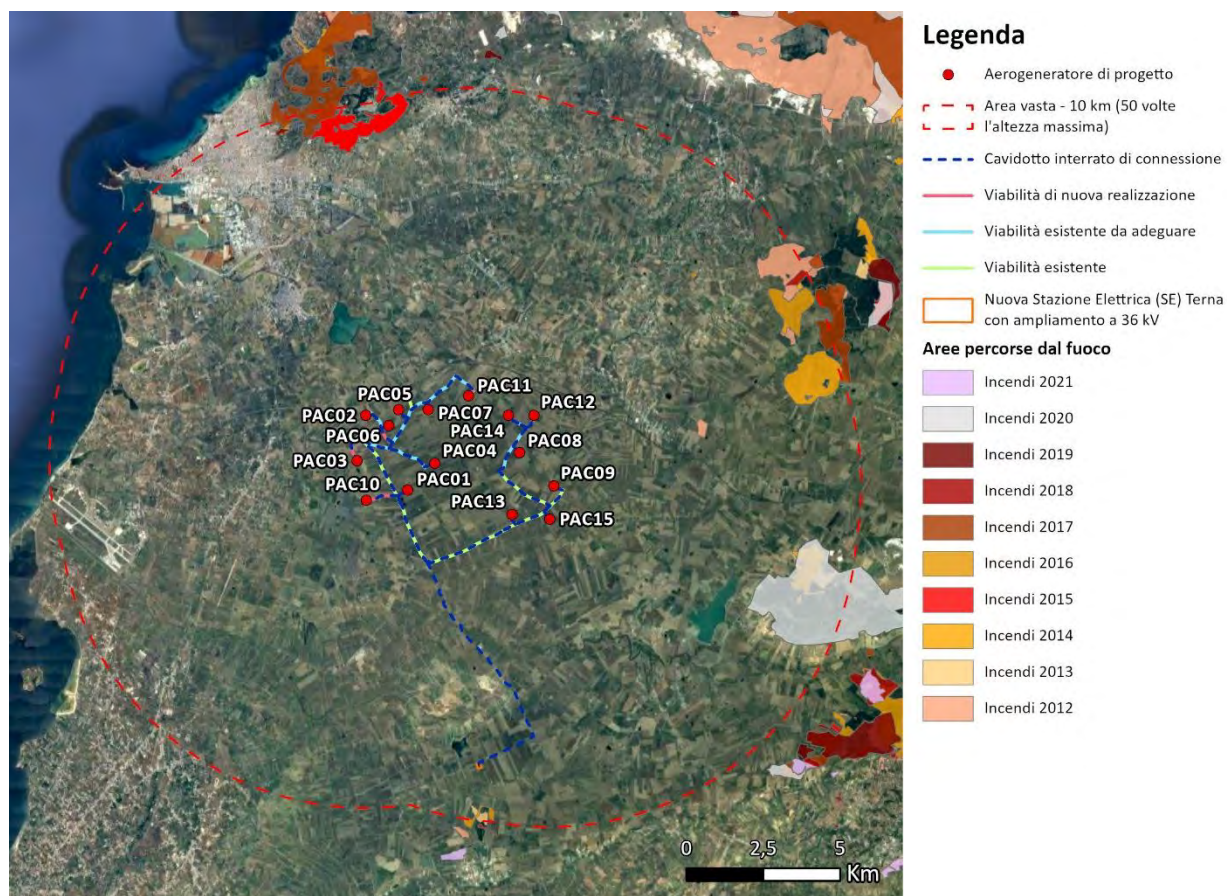 PAC11
PAC05
PAC02
PAC07
PAC12
PAC14
PAC06
PAC04
PAC08
PAC03
PAC01
PAC09
PAC10
PAC13
PAC15
0
2,5
5
Km
Legenda
Aerogeneratore di progetto
Area vasta - 10 km (50 volte
l'altezza massima)
Cavidotto interrato di connessione
Viabilità di nuova realizzazione
Viabilità esistente da adeguare
Viabilità esistente
Nuova Stazione Elettrica (SE) Terna
con ampliamento a 36 kV
Aree percorse dal fuoco
Incendi 2021
Incendi 2020
Incendi 2019
Incendi 2018
Incendi 2017
Incendi 2016
Incendi 2015
Incendi 2014
Incendi 2013
Incendi 2012